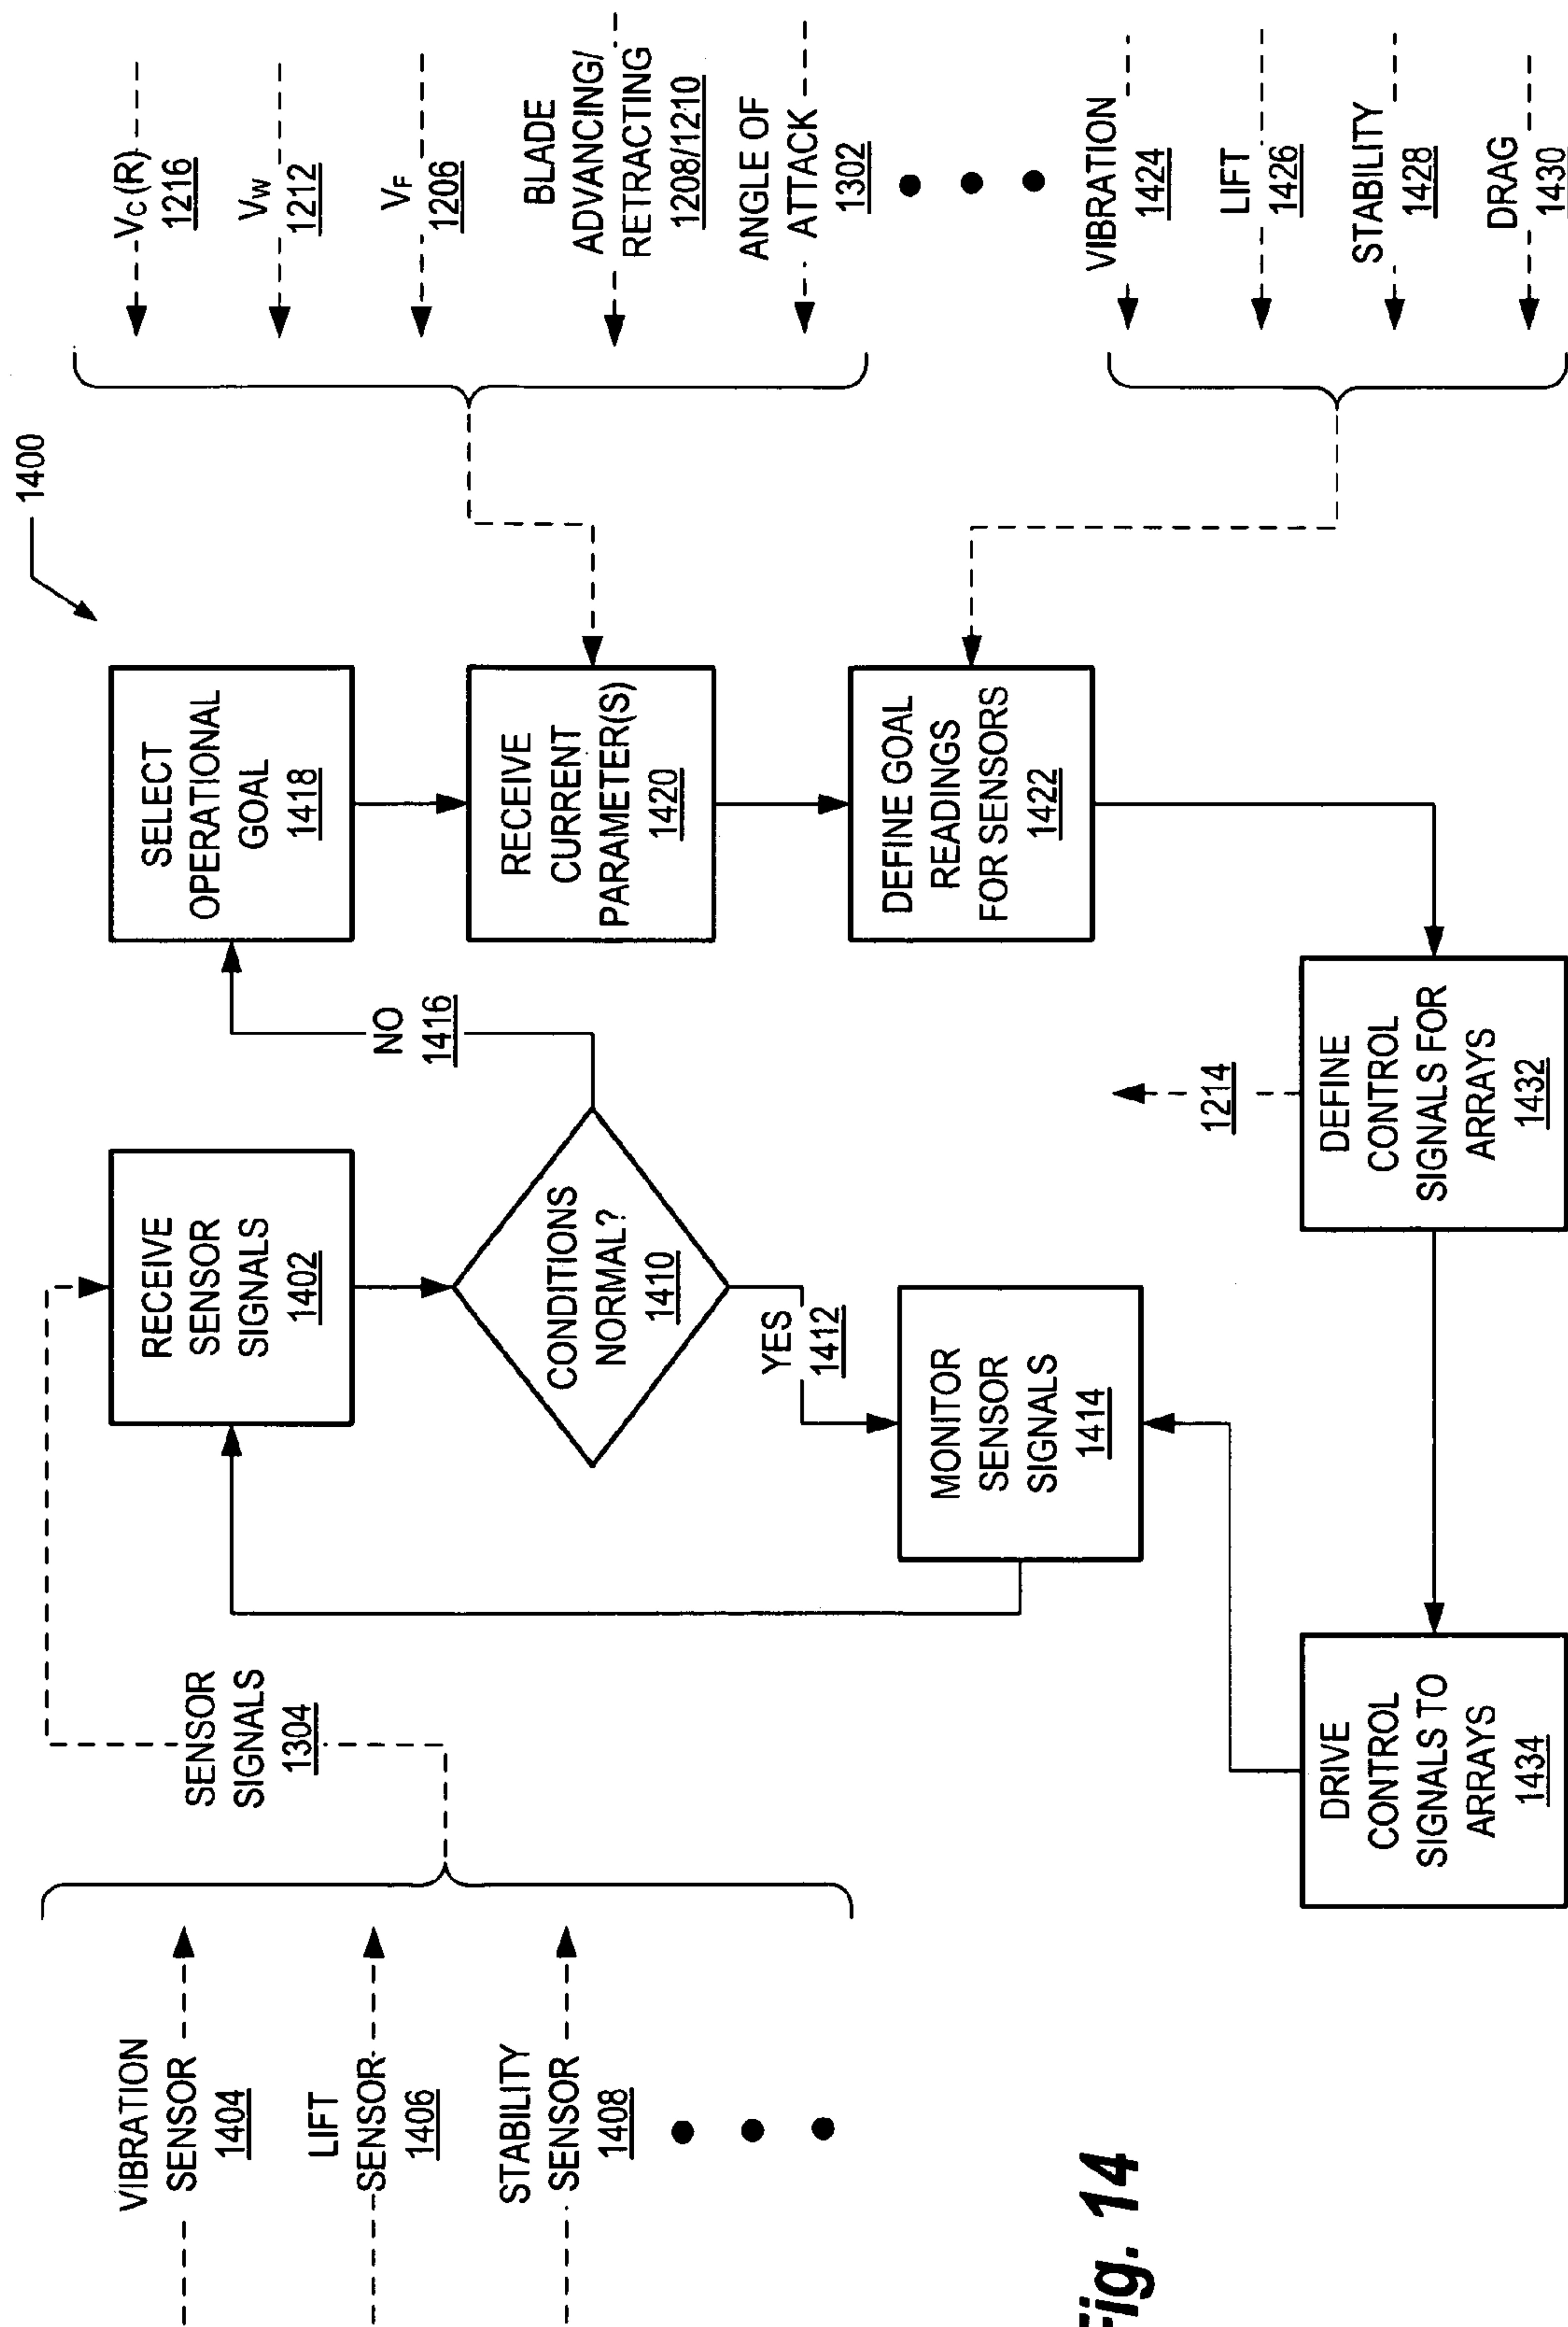 1400
VIBRATION
SENSOR
1404
LIFT
SENSOR
1406
STABILITY
SENSOR
1408
SENSOR
SIGNALS
1304
RECEIVE
SENSOR
SIGNALS
1402
CONDITIONS
NORMAL?
1410
YES
1412
MONITOR
SENSOR
SIGNALS
1414
NO
1416
SELECT
OPERATIONAL
GOAL
1418
RECEIVE
CURRENT
PARAMETER(S)
1420
DEFINE GOAL
READINGS
FOR SENSORS
1422
VC(R)
1216
VW
1212
VF
1206
BLADE
ADVANCING/
RETRACTING
1208/1210
ANGLE OF
ATTACK
1302
VIBRATION
1424
LIFT
1426
STABILITY
1428
DRAG
1430
1214
DEFINE
CONTROL
SIGNALS FOR
ARRAYS
1432
DRIVE
CONTROL
SIGNALS TO
ARRAYS
1434
Fig. 14